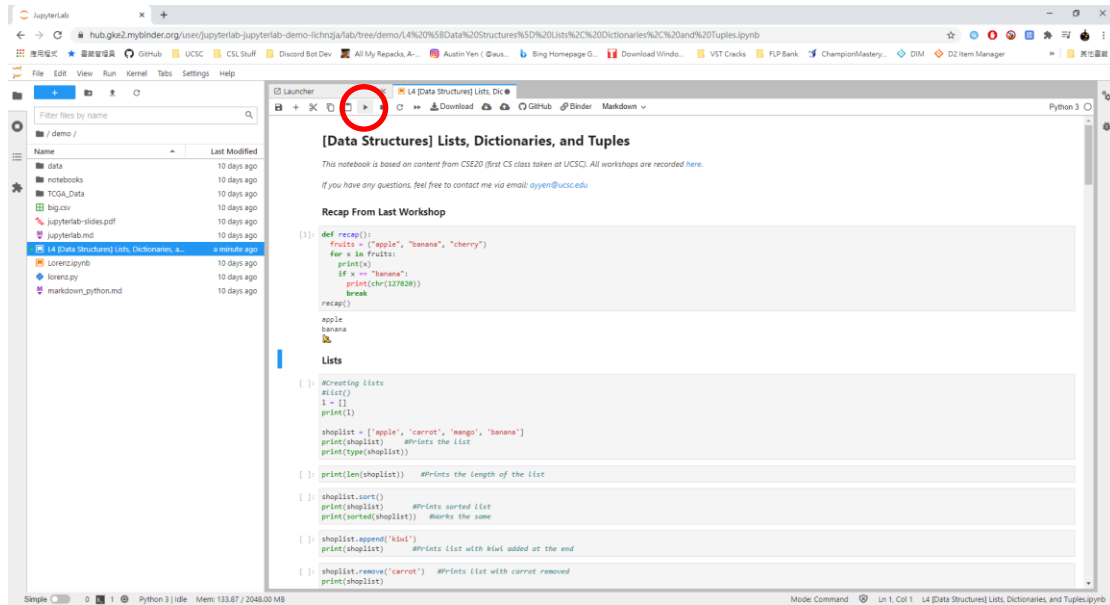 JupyterLab
hub.gke2.mybinder.org/user/jupyterlab-jupyterlab-demo-iichnzja/lab/tree/demo/L4%20%5BData%20Structures%5D%20Lists%2C%20Dictionaries%2C%20and%20Tuples.ipynb
應用程式 書籤管理員 GitHub UCSC CSL Stuff Discord Bot Dev All My Repacks, A-... Austin Yen ( @aus... Bing Homepage G... Download Windo... VST Cracks FLP Bank ChampionMastery... DIM D2 Item Manager » 其他書籤
File Edit View Run Kernel Tabs Settings Help
Launcher L4 [Data Structures] Lists, Dic
Download GitHub Binder Markdown Python 3
Filter files by name
/ demo /
Name Last Modified
data 10 days ago
notebooks 10 days ago
TCGA_Data 10 days ago
big.csv 10 days ago
jupyterlab-slides.pdf 10 days ago
jupyterlab.md 10 days ago
L4 [Data Structures] Lists, Dictionaries, a... a minute ago
Lorenz.ipynb 10 days ago
lorenz.py 10 days ago
markdown_python.md 10 days ago
[Data Structures] Lists, Dictionaries, and Tuples
This notebook is based on content from CSE20 (first CS class taken at UCSC). All workshops are recorded here.
If you have any questions, feel free to contact me via email: ayyen@ucsc.edu
Recap From Last Workshop
[1]: def recap():
fruits = ("apple", "banana", "cherry")
for x in fruits:
print(x)
if x == "banana":
print(chr(127820))
break
recap()
apple
banana
🍌
Lists
[ ]: #Creating lists
#list()
l = []
print(l)
shoplist = ['apple', 'carrot', 'mango', 'banana']
print(shoplist) #Prints the list
print(type(shoplist))
[ ]: print(len(shoplist)) #Prints the length of the list
[ ]: shoplist.sort()
print(shoplist) #Prints sorted list
print(sorted(shoplist)) #Works the same
[ ]: shoplist.append('kiwi')
print(shoplist) #Prints list with kiwi added at the end
[ ]: shoplist.remove('carrot') #Prints list with carrot removed
print(shoplist)
Simple 0 1 Python 3 | Idle Mem: 133.87 / 2048.00 MB Mode: Command Ln 1, Col 1 L4 [Data Structures] Lists, Dictionaries, and Tuples.ipynb